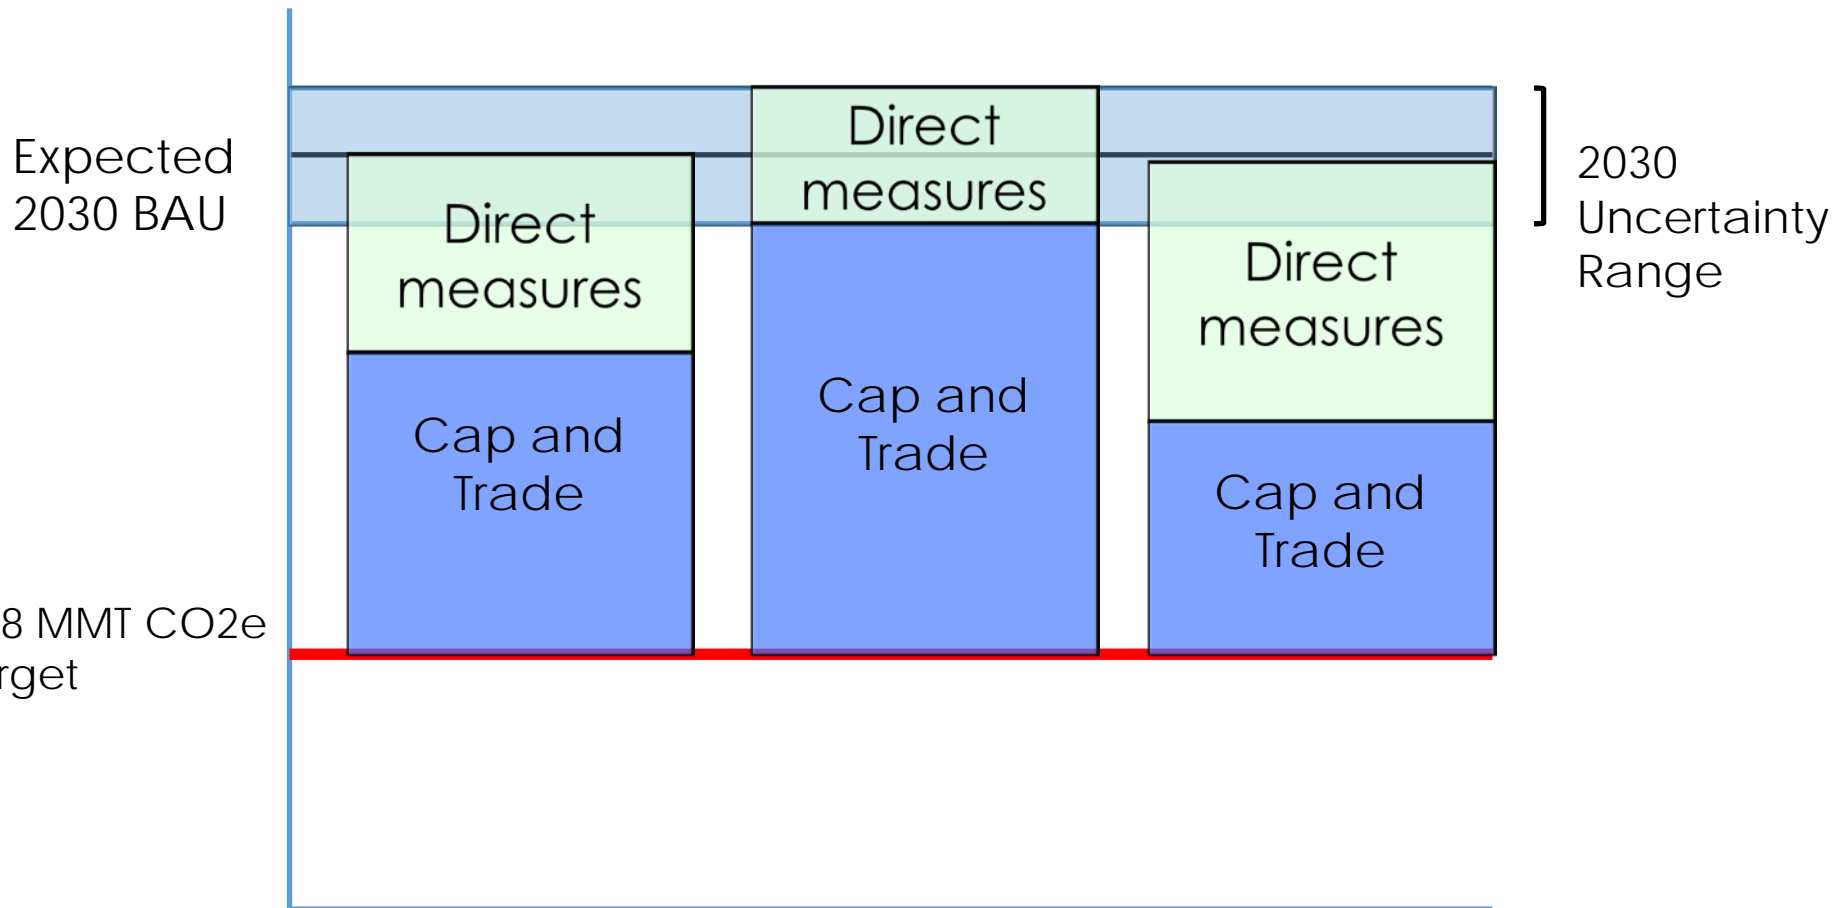 Expected
2030 BAU
Direct
measures
Cap and
Trade
Direct
measures
Cap and
Trade
Direct
measures
Cap and
Trade
2030
Uncertainty
Range
8 MMT CO2e
rget